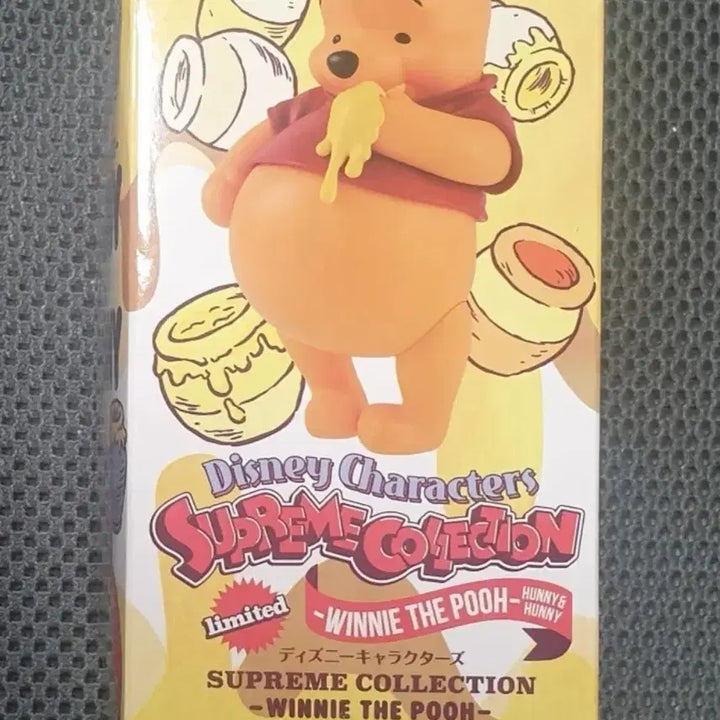 Disney Characters
SUPREME COLLECTION
limited
-WINNIE THE POOH- HUNNY &
HUNNY
ディズニーキャラクターズ
SUPREME COLLECTION
-WINNIE THE POOH-